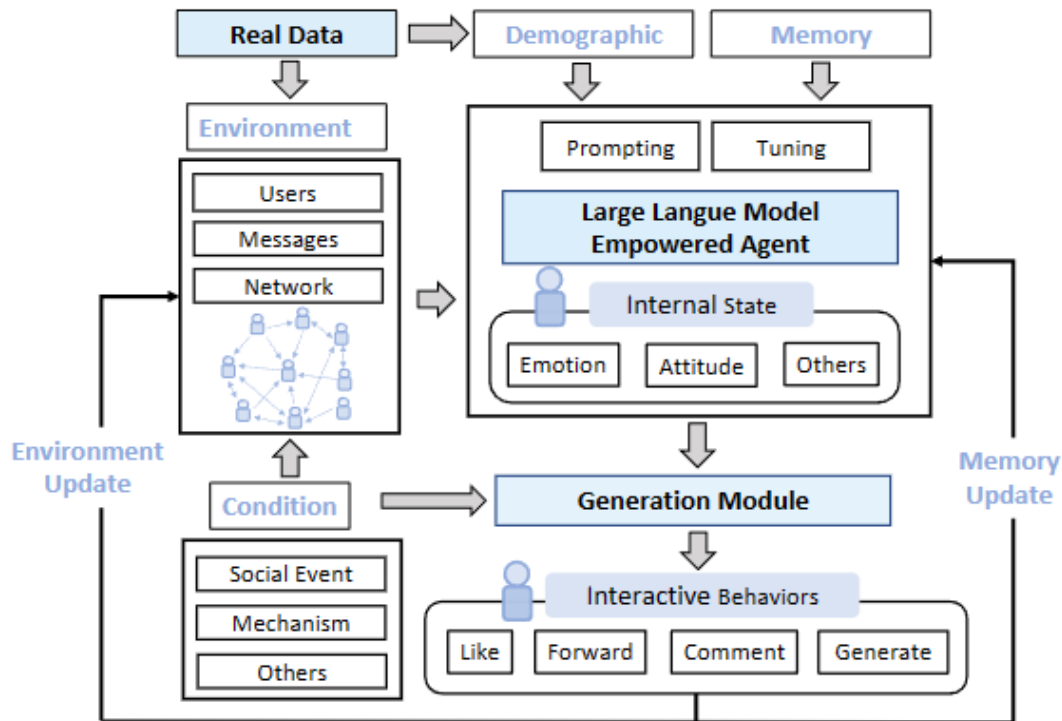 Real Data
Demographic
Memory
Environment
Users
Messages
Network
Prompting
Tuning
Large Langue Model
Empowered Agent
Internal State
Emotion
Attitude
Others
Environment
Update
Memory
Update
Condition
Generation Module
Social Event
Mechanism
Others
Interactive Behaviors
Like
Forward
Comment
Generate